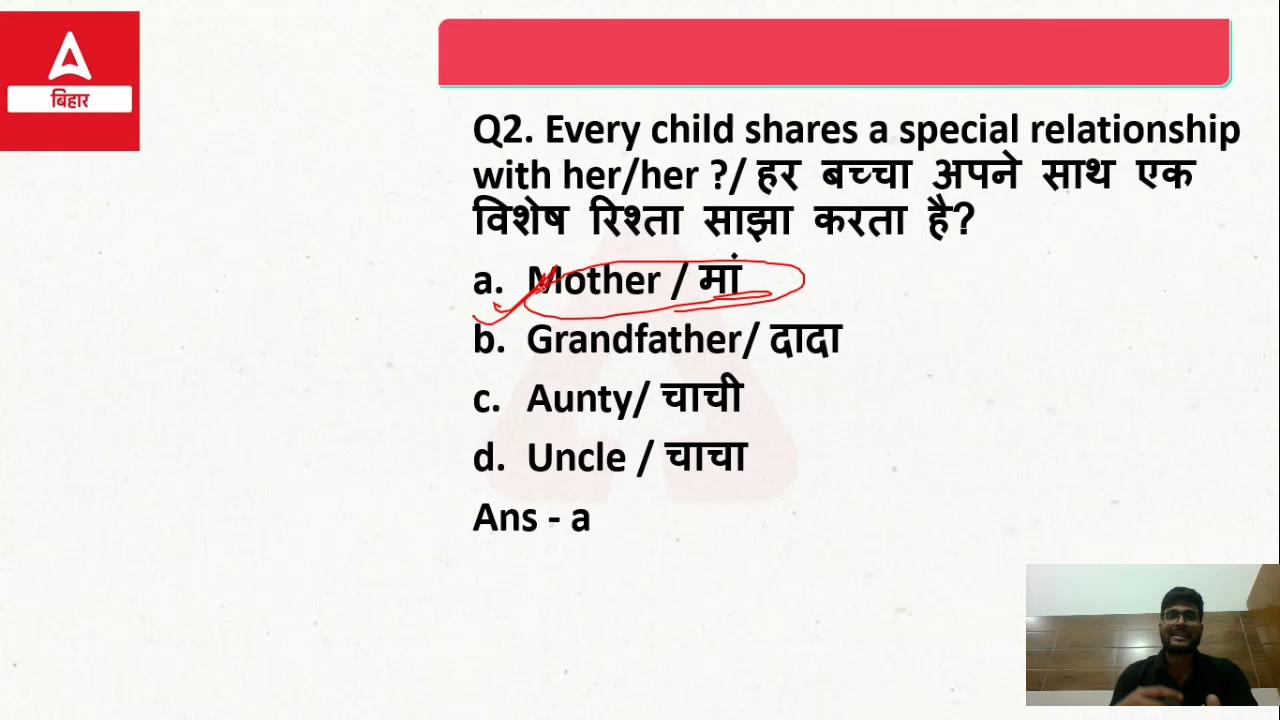 बिहार
Q2. Every child shares a special relationship
with her/her ?/ हर बच्चा अपने साथ एक
विशेष रिश्ता साझा करता है?
a. Mother / मां
b. Grandfather/ दादा
c. Aunty/ चाची
d. Uncle / चाचा
Ans - a